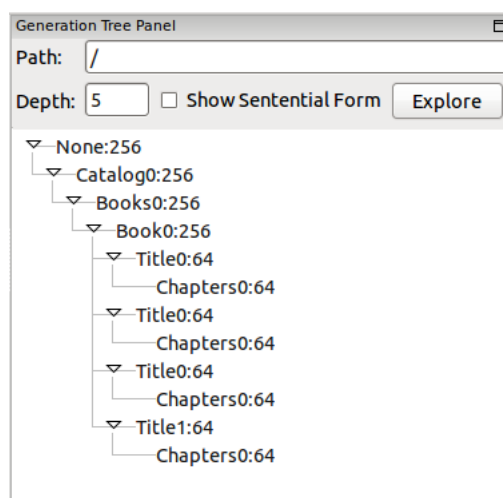 Generation Tree Panel
Path: /
Depth: 5 Show Sentential Form Explore
None:256
Catalog0:256
Books0:256
Book0:256
Title0:64
Chapters0:64
Title0:64
Chapters0:64
Title0:64
Chapters0:64
Title1:64
Chapters0:64